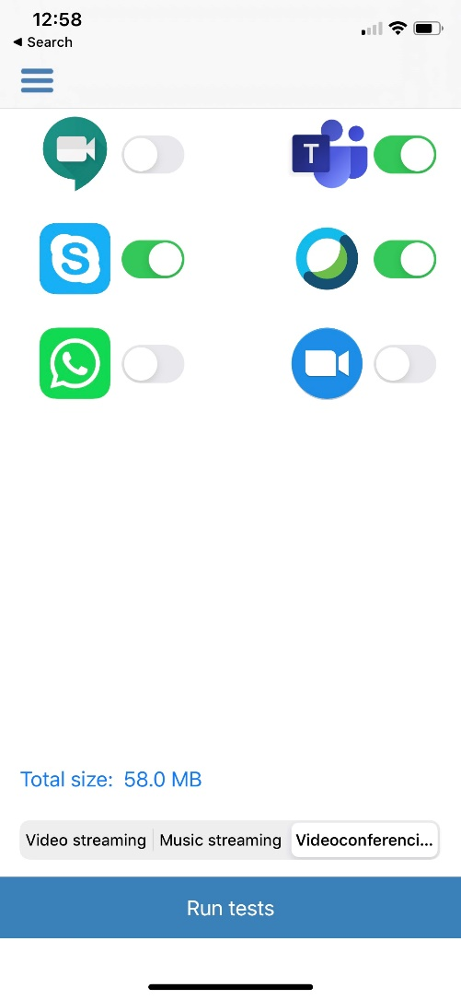 12:58
◀ Search
T
S
Total size: 58.0 MB
Video streaming
Music streaming
Videoconferenci...
Run tests